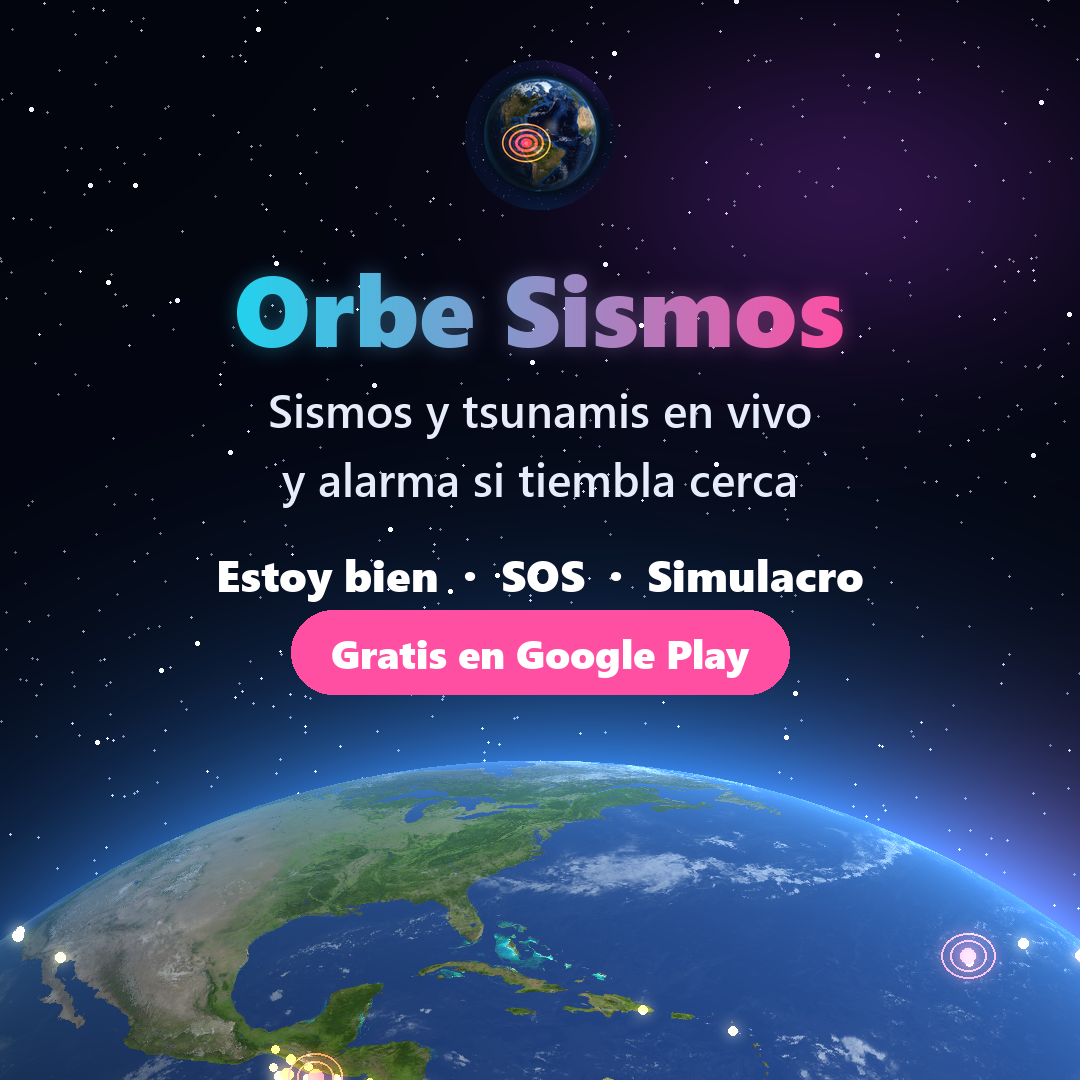 Orbe Sismos
Sismos y tsunamis en vivo
y alarma si tiembla cerca
Estoy bien · SOS · Simulacro
Gratis en Google Play